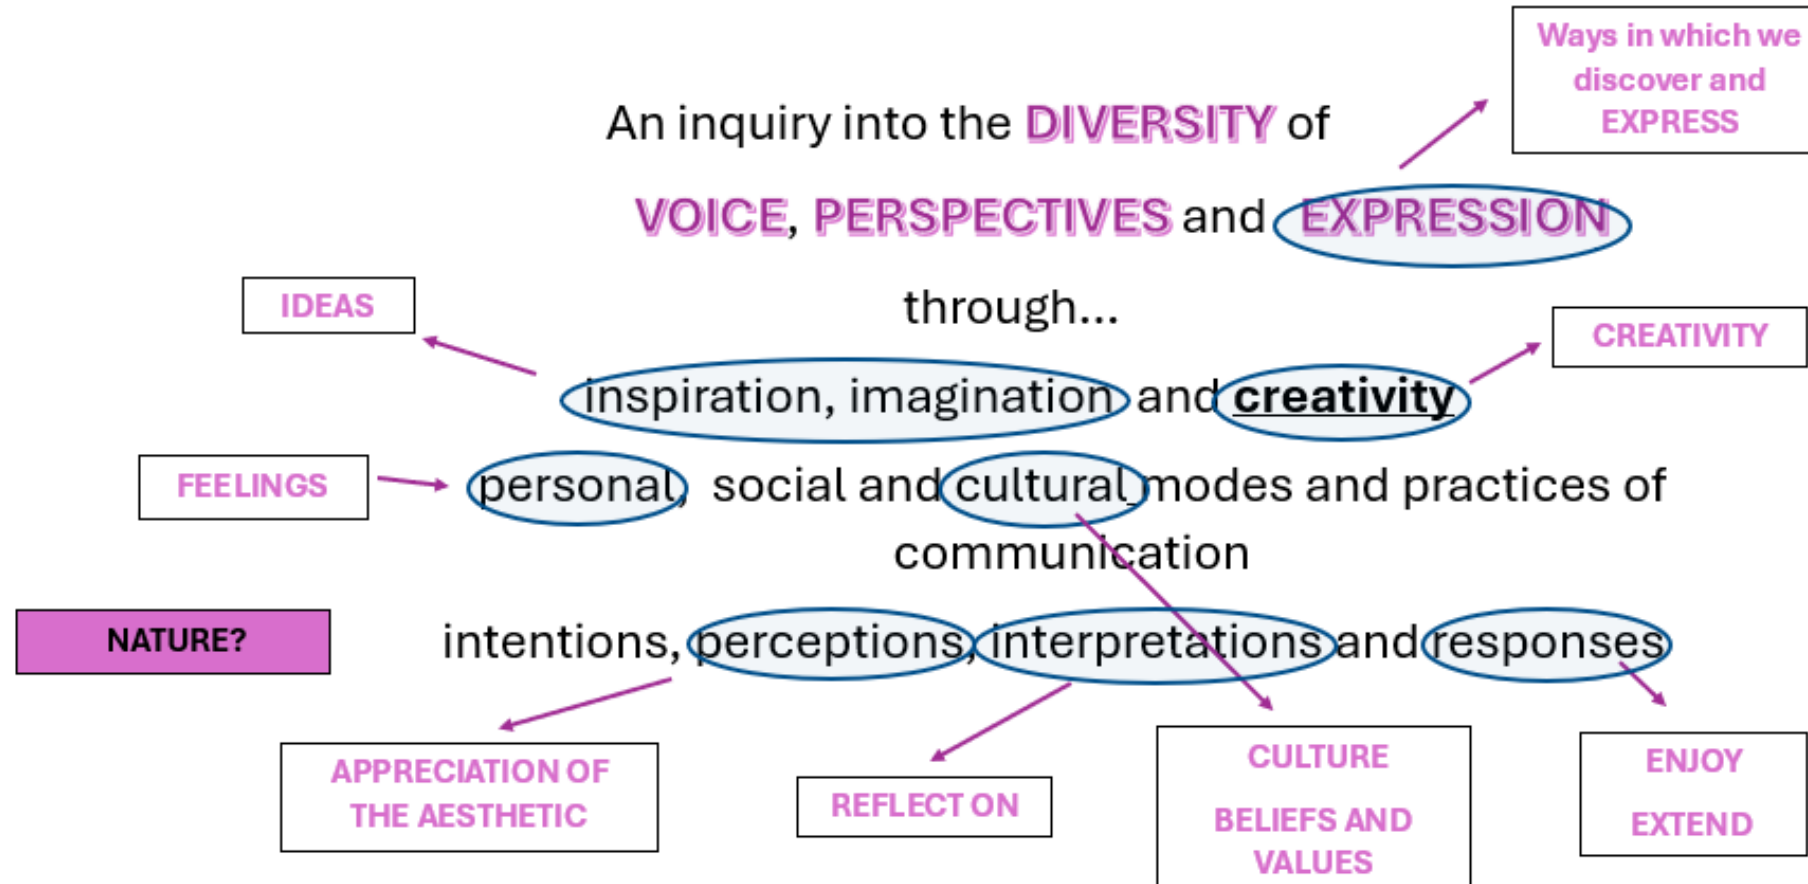 Ways in which we
discover and
EXPRESS
An inquiry into the DIVERSITY of
VOICE, PERSPECTIVES and EXPRESSION
IDEAS
through...
CREATIVITY
inspiration, imagination and creativity
FEELINGS
personal, social and cultural modes and practices of
communication
NATURE?
intentions, perceptions, interpretations and responses
APPRECIATION OF
THE AESTHETIC
REFLECT ON
CULTURE
BELIEFS AND
VALUES
ENJOY
EXTEND